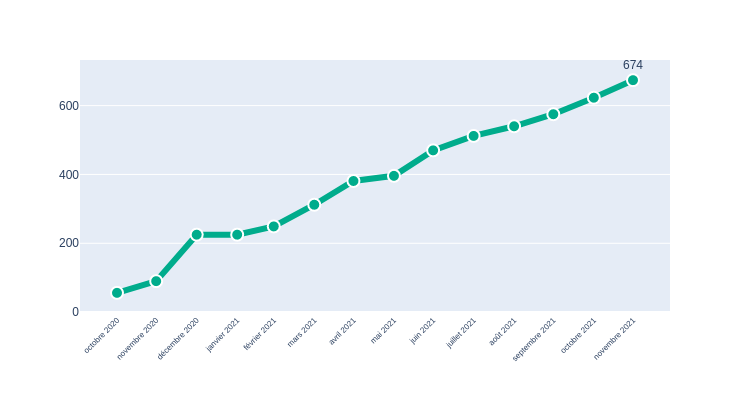 674
600
400
200
0
octobre 2020
novembre 2020
décembre 2020
janvier 2021
février 2021
mars 2021
avril 2021
mai 2021
juin 2021
juillet 2021
août 2021
septembre 2021
octobre 2021
novembre 2021